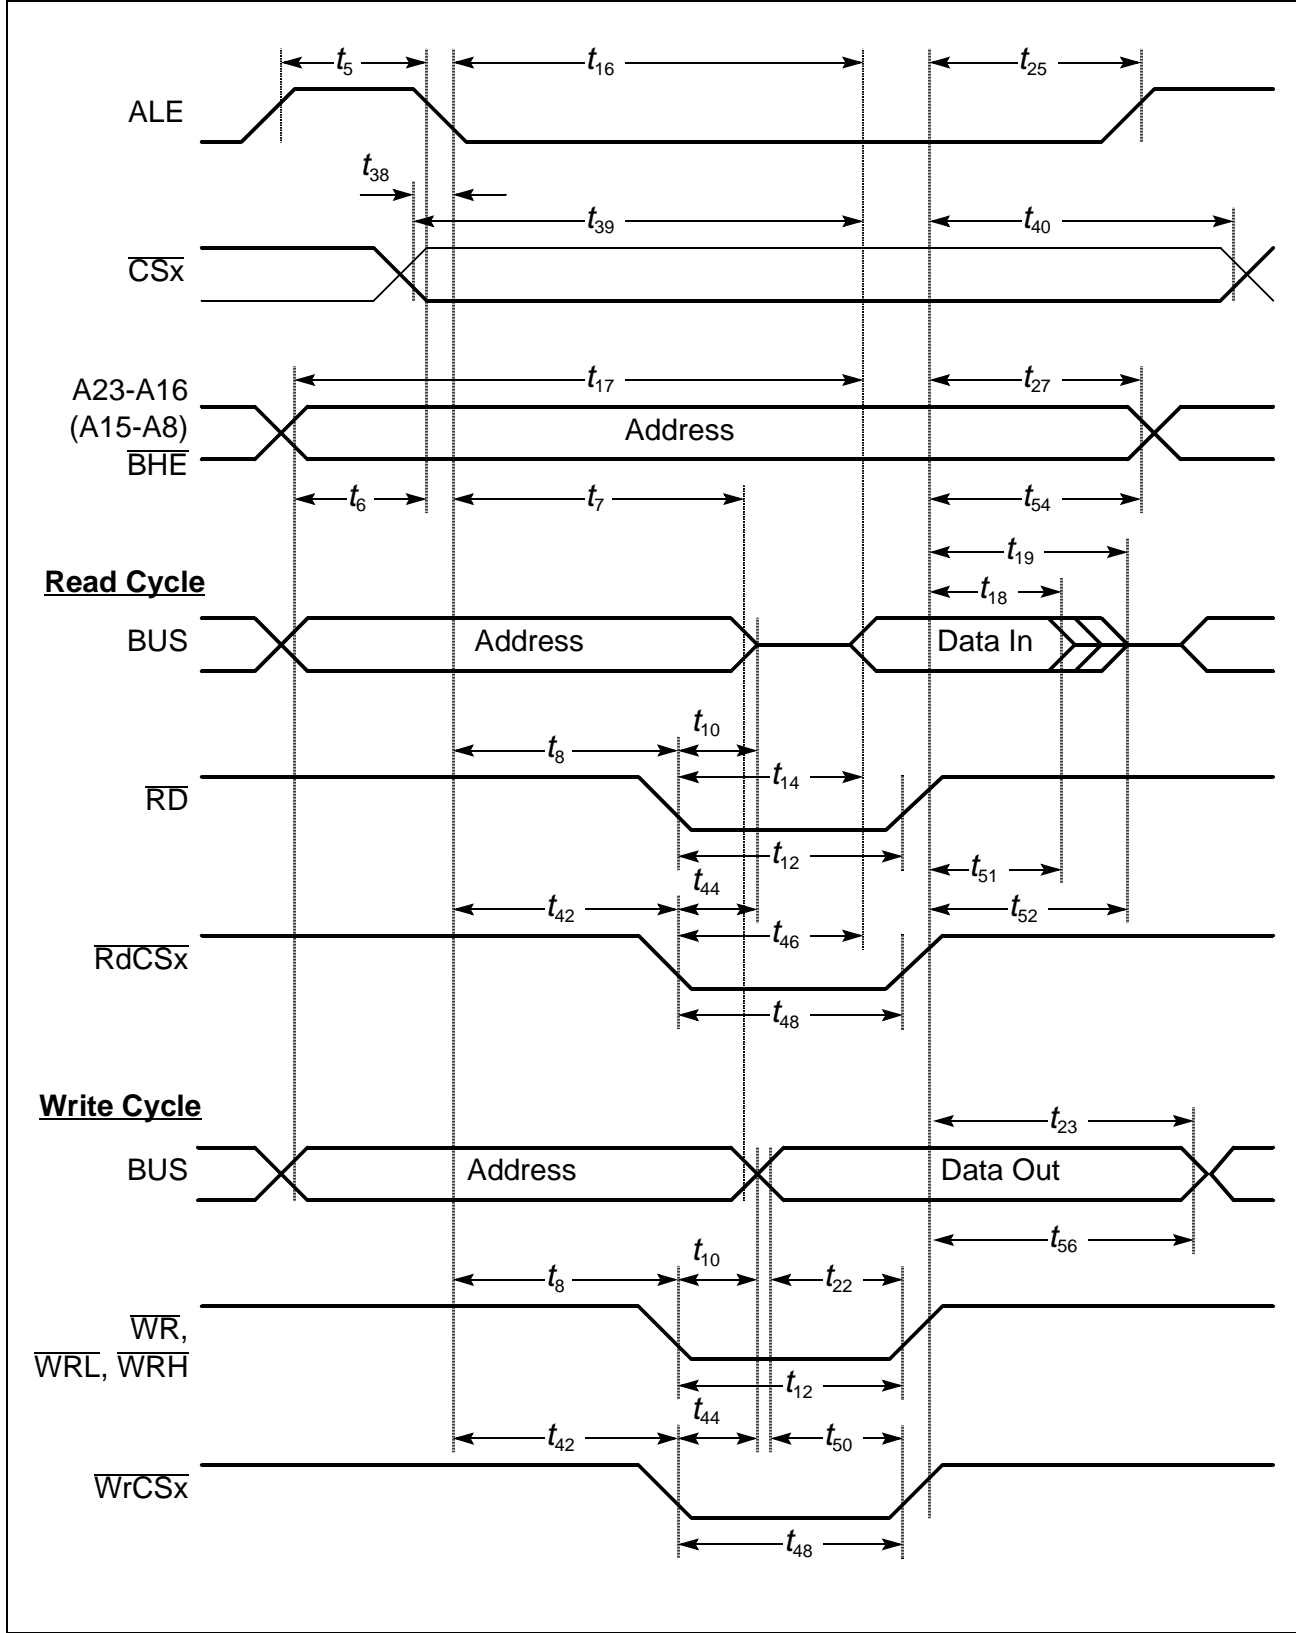 t5 t16 t25
ALE
t38
t39 t40
CSx
t17 t27
A23-A16
(A15-A8)
BHE
Address
t6 t7 t54
t19
Read Cycle
t18
BUS Address Data In
t10
t8
t14
RD
t12 t51
t44
t42 t52
t46
RdCSx
t48
Write Cycle
t23
BUS Address Data Out
t56
t10
t8 t22
WR,
WRL, WRH
t12
t44
t42 t50
WrCSx
t48